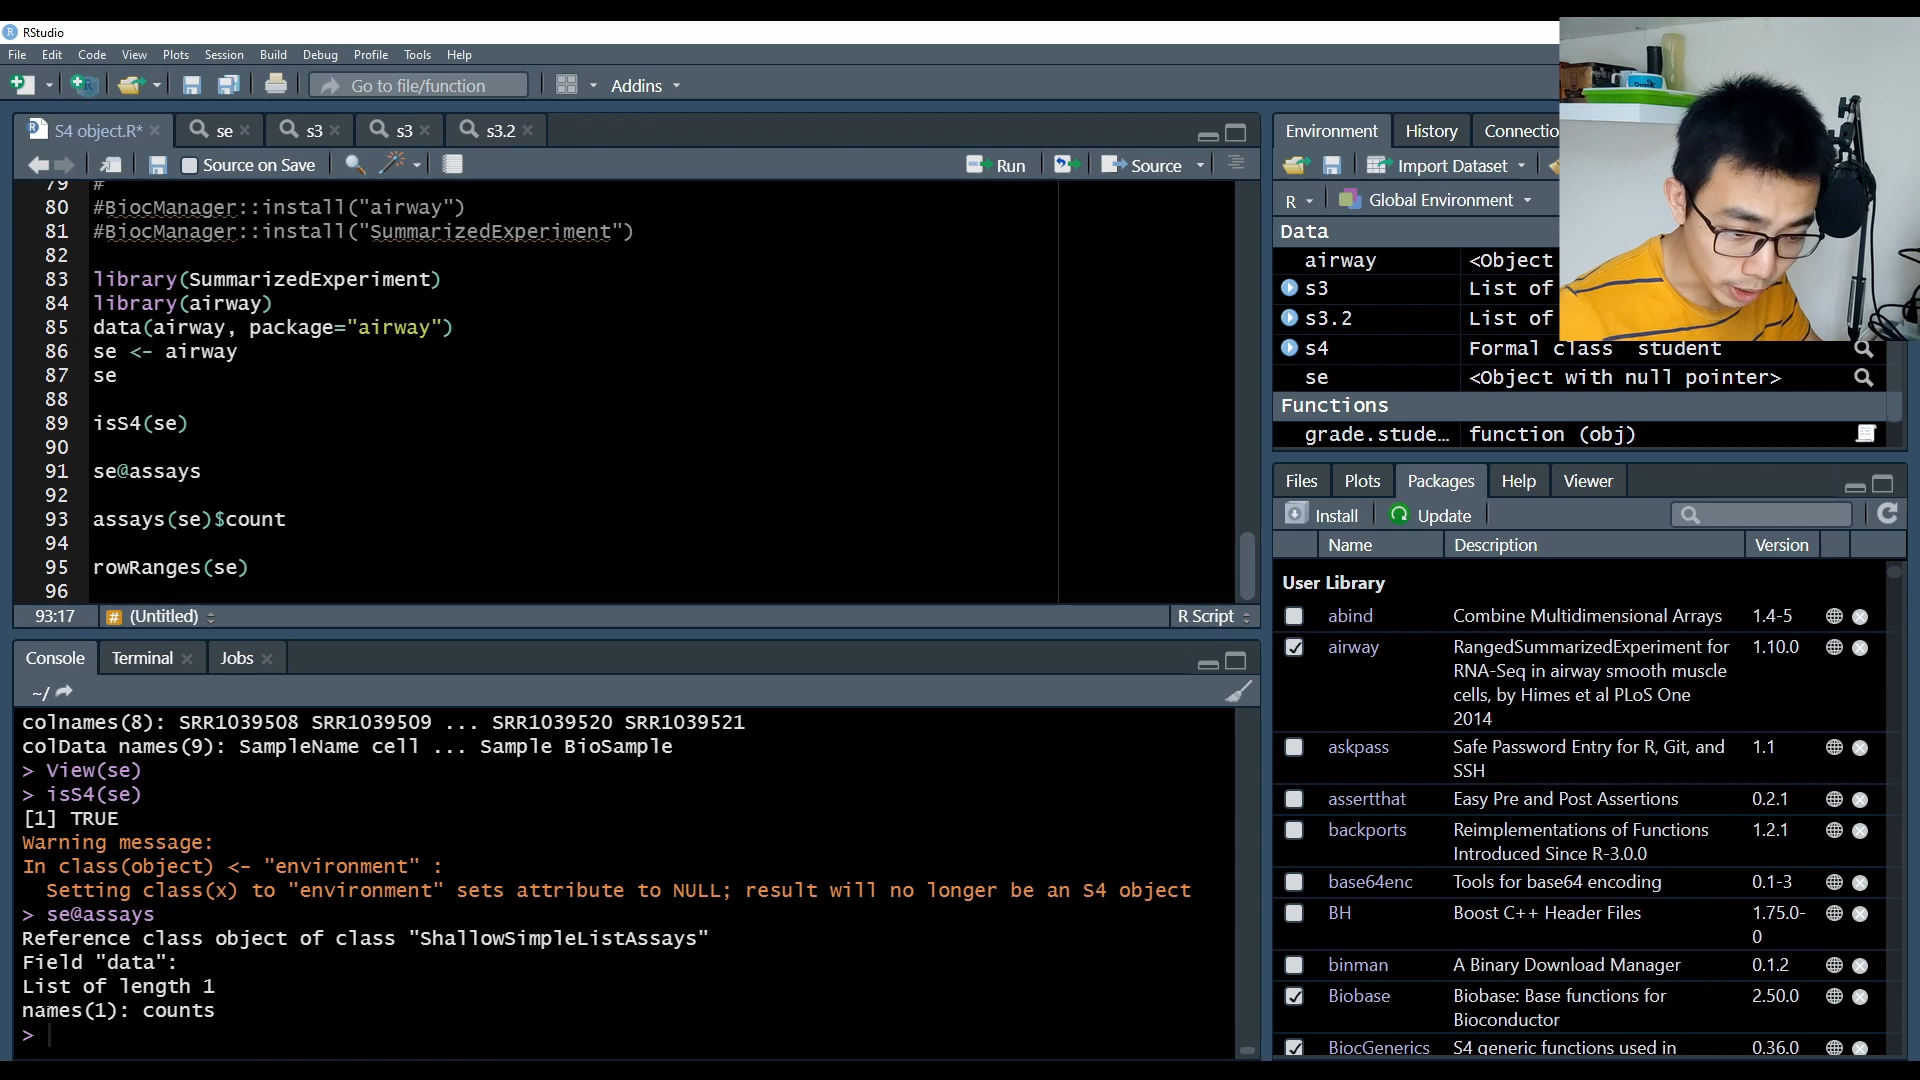 RStudio
File Edit Code View Plots Session Build Debug Profile Tools Help
Go to file/function Addins
S4 object.R* se s3 s3 s3.2
Source on Save Run Source
79 #
80 #BiocManager::install("airway")
81 #BiocManager::install("SummarizedExperiment")
82
83 library(SummarizedExperiment)
84 library(airway)
85 data(airway, package="airway")
86 se <- airway
87 se
88
89 isS4(se)
90
91 se@assays
92
93 assays(se)$count
94
95 rowRanges(se)
96
93:17 # (Untitled) R Script
Console Terminal Jobs
~/
colnames(8): SRR1039508 SRR1039509 ... SRR1039520 SRR1039521
colData names(9): SampleName cell ... Sample BioSample
> View(se)
> isS4(se)
[1] TRUE
Warning message:
In class(object) <- "environment" :
Setting class(x) to "environment" sets attribute to NULL; result will no longer be an S4 object
> se@assays
Reference class object of class "ShallowSimpleListAssays"
Field "data":
List of length 1
names(1): counts
>
Environment History Connectio
Import Dataset
R Global Environment
Data
airway <Object
s3 List of
s3.2 List of
s4 Formal class student
se <Object with null pointer>
Functions
grade.stude… function (obj)
Files Plots Packages Help Viewer
Install Update
Name Description Version
User Library
abind Combine Multidimensional Arrays 1.4-5
airway RangedSummarizedExperiment for 1.10.0
RNA-Seq in airway smooth muscle
cells, by Himes et al PLoS One
2014
askpass Safe Password Entry for R, Git, and 1.1
SSH
assertthat Easy Pre and Post Assertions 0.2.1
backports Reimplementations of Functions 1.2.1
Introduced Since R-3.0.0
base64enc Tools for base64 encoding 0.1-3
BH Boost C++ Header Files 1.75.0-
0
binman A Binary Download Manager 0.1.2
Biobase Biobase: Base functions for 2.50.0
Bioconductor
BiocGenerics S4 generic functions used in 0.36.0